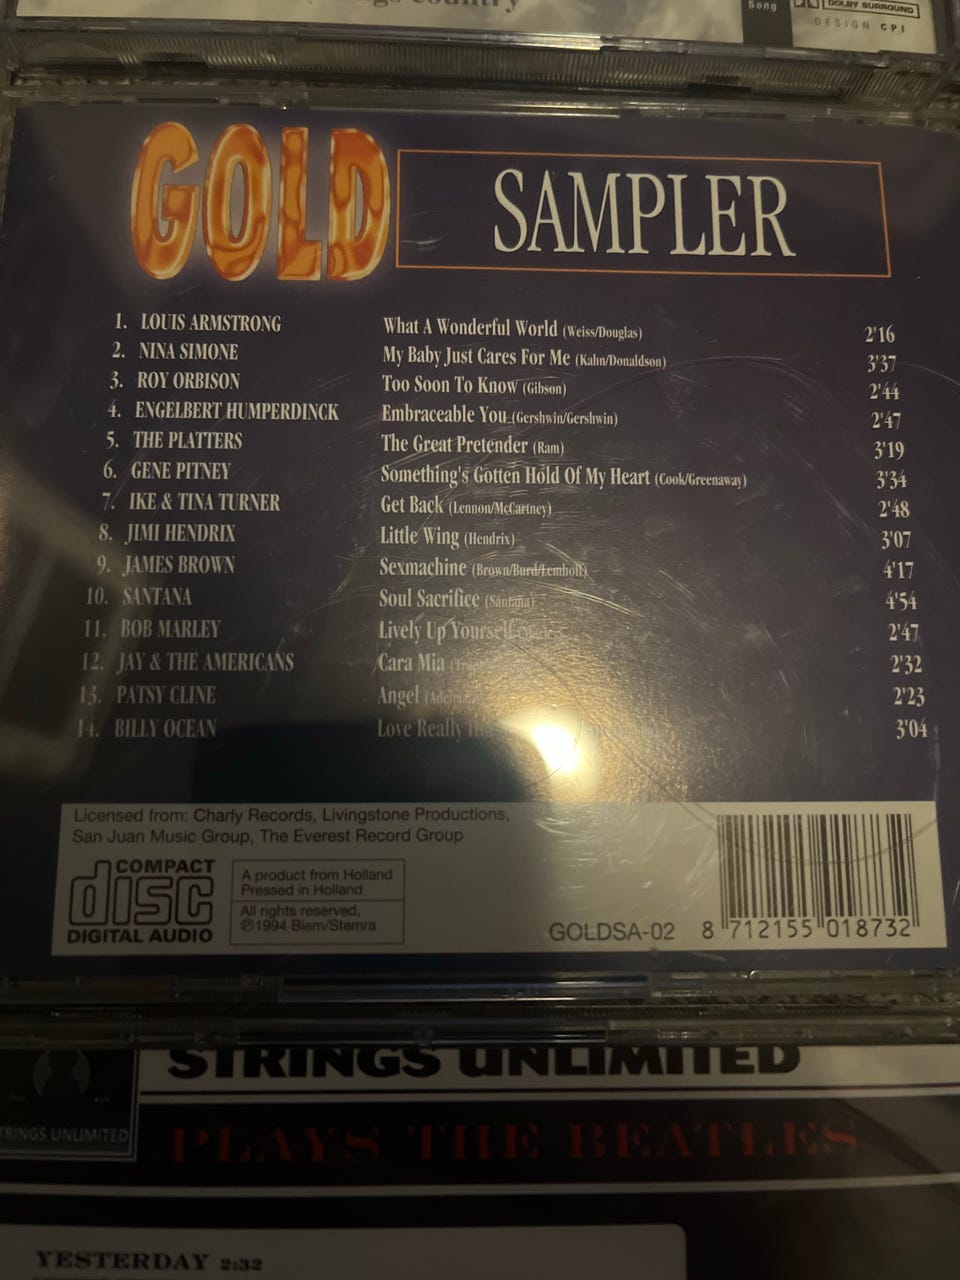 country
Song
DOLBY SURROUND
DESIGN CPI
GOLD SAMPLER
1. LOUIS ARMSTRONG What A Wonderful World (Weiss/Douglas) 2'16
2. NINA SIMONE My Baby Just Cares For Me (Kahn/Donaldson) 3'37
3. ROY ORBISON Too Soon To Know (Gibson) 2'44
4. ENGELBERT HUMPERDINCK Embraceable You (Gershwin/Gershwin) 2'47
5. THE PLATTERS The Great Pretender (Ram) 3'19
6. GENE PITNEY Something's Gotten Hold Of My Heart (Cook/Greenaway) 3'34
7. IKE & TINA TURNER Get Back (Lennon/McCartney) 2'48
8. JIMI HENDRIX Little Wing (Hendrix) 3'07
9. JAMES BROWN Sexmachine (Brown/Burd/Lemhoff) 4'17
10. SANTANA Soul Sacrifice (Santana) 4'54
11. BOB MARLEY Lively Up Yourself 2'47
12. JAY & THE AMERICANS Cara Mia 2'32
13. PATSY CLINE Angel 2'23
14. BILLY OCEAN Love Really 3'04
Licensed from: Charly Records, Livingstone Productions,
San Juan Music Group, The Everest Record Group
COMPACT
disc
DIGITAL AUDIO
A product from Holland
Pressed in Holland
All rights reserved,
℗1994 Biem/Stemra
GOLDSA-02 8 712155 018732
STRINGS UNLIMITED
TRINGS UNLIMITED
PLAYS THE BEATLES
YESTERDAY 2:32